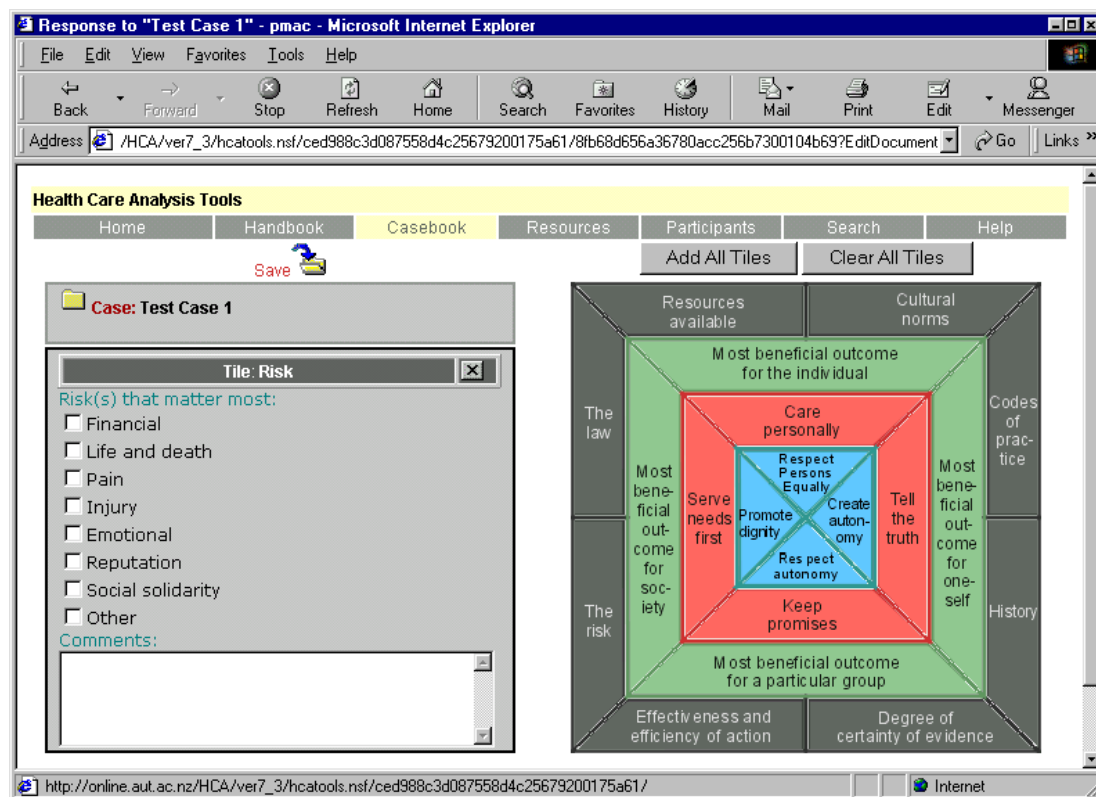 Response to "Test Case 1" - pmac - Microsoft Internet Explorer
File Edit View Favorites Tools Help
Back Forward Stop Refresh Home Search Favorites History Mail Print Edit Messenger
Address /HCA/ver7_3/hcatools.nsf/ced988c3d087558d4c25679200175a61/8fb68d656a36780acc256b7300104b69?EditDocument Go Links »
Health Care Analysis Tools
Home Handbook Casebook Resources Participants Search Help
Save
Add All Tiles Clear All Tiles
Case: Test Case 1
Tile: Risk
Risk(s) that matter most:
Financial
Life and death
Pain
Injury
Emotional
Reputation
Social solidarity
Other
Comments:
Resources
available
Cultural
norms
Most beneficial outcome
for the individual
The
law
Codes
of
prac-
tice
Care
personally
Most
bene-
ficial
out-
come
for
soc-
iety
Serve
needs
first
Respect
Persons
Equally
Promote
dignity
Create
auton-
omy
Res pect
autonomy
Tell
the
truth
Most
bene-
ficial
out-
come
for
one-
self
The
risk
Keep
promises
History
Most beneficial outcome
for a particular group
Effectiveness and
efficiency of action
Degree of
certainty of evidence
http://online.aut.ac.nz/HCA/ver7_3/hcatools.nsf/ced988c3d087558d4c25679200175a61/ Internet